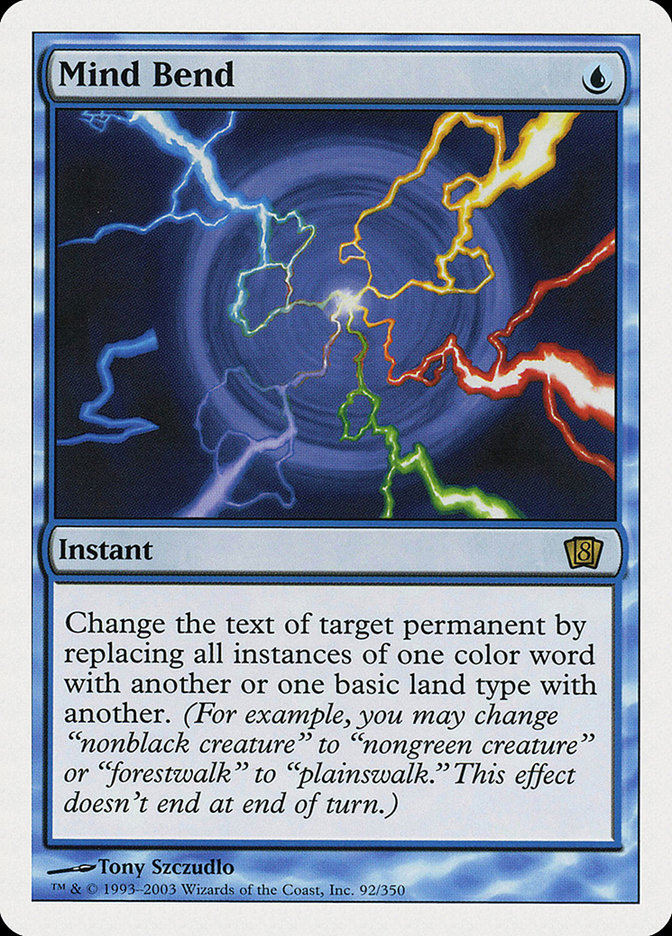 Mind Bend
Instant
8
Change the text of target permanent by
replacing all instances of one color word
with another or one basic land type with
another. (For example, you may change
“nonblack creature” to “nongreen creature”
or “forestwalk” to “plainswalk.” This effect
doesn’t end at end of turn.)
Tony Szczudlo
™ & © 1993–2003 Wizards of the Coast, Inc. 92/350